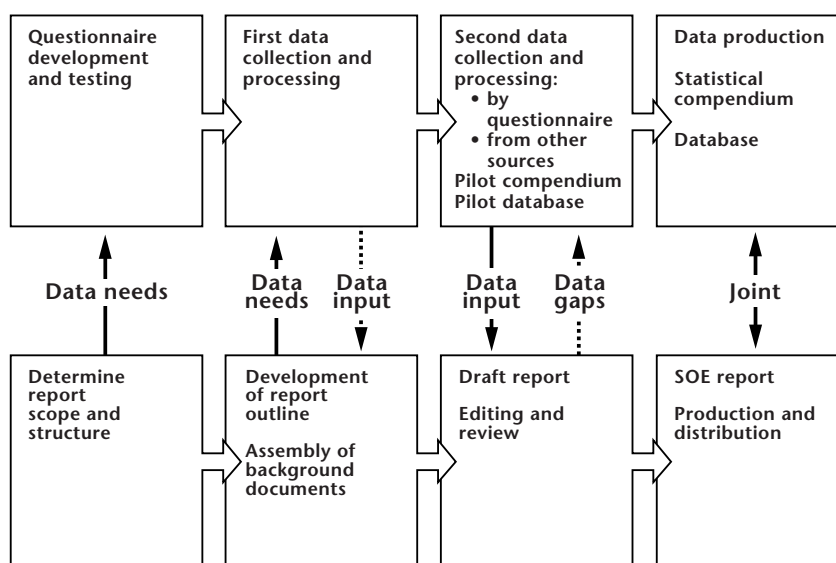 Questionnaire
development
and testing
First data
collection and
processing
Second data
collection and
processing:
• by
questionnaire
• from other
sources
Pilot compendium
Pilot database
Data production
Statistical
compendium
Database
Data needs
Data
needs
Data
input
Data
input
Data
gaps
Joint
Determine
report
scope and
structure
Development
of report
outline
Assembly of
background
documents
Draft report
Editing and
review
SOE report
Production and
distribution